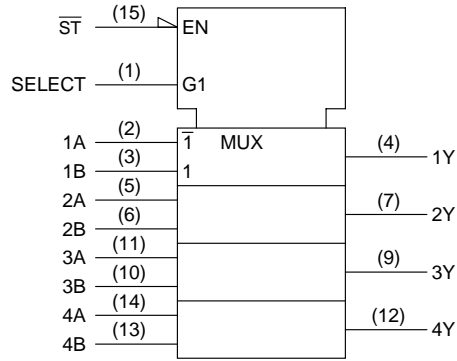 S̅T̅ (15) EN
SELECT (1) G1
1A (2) 1̅ MUX (4) 1Y
1B (3) 1
2A (5) (7) 2Y
2B (6)
3A (11) (9) 3Y
3B (10)
4A (14) (12) 4Y
4B (13)